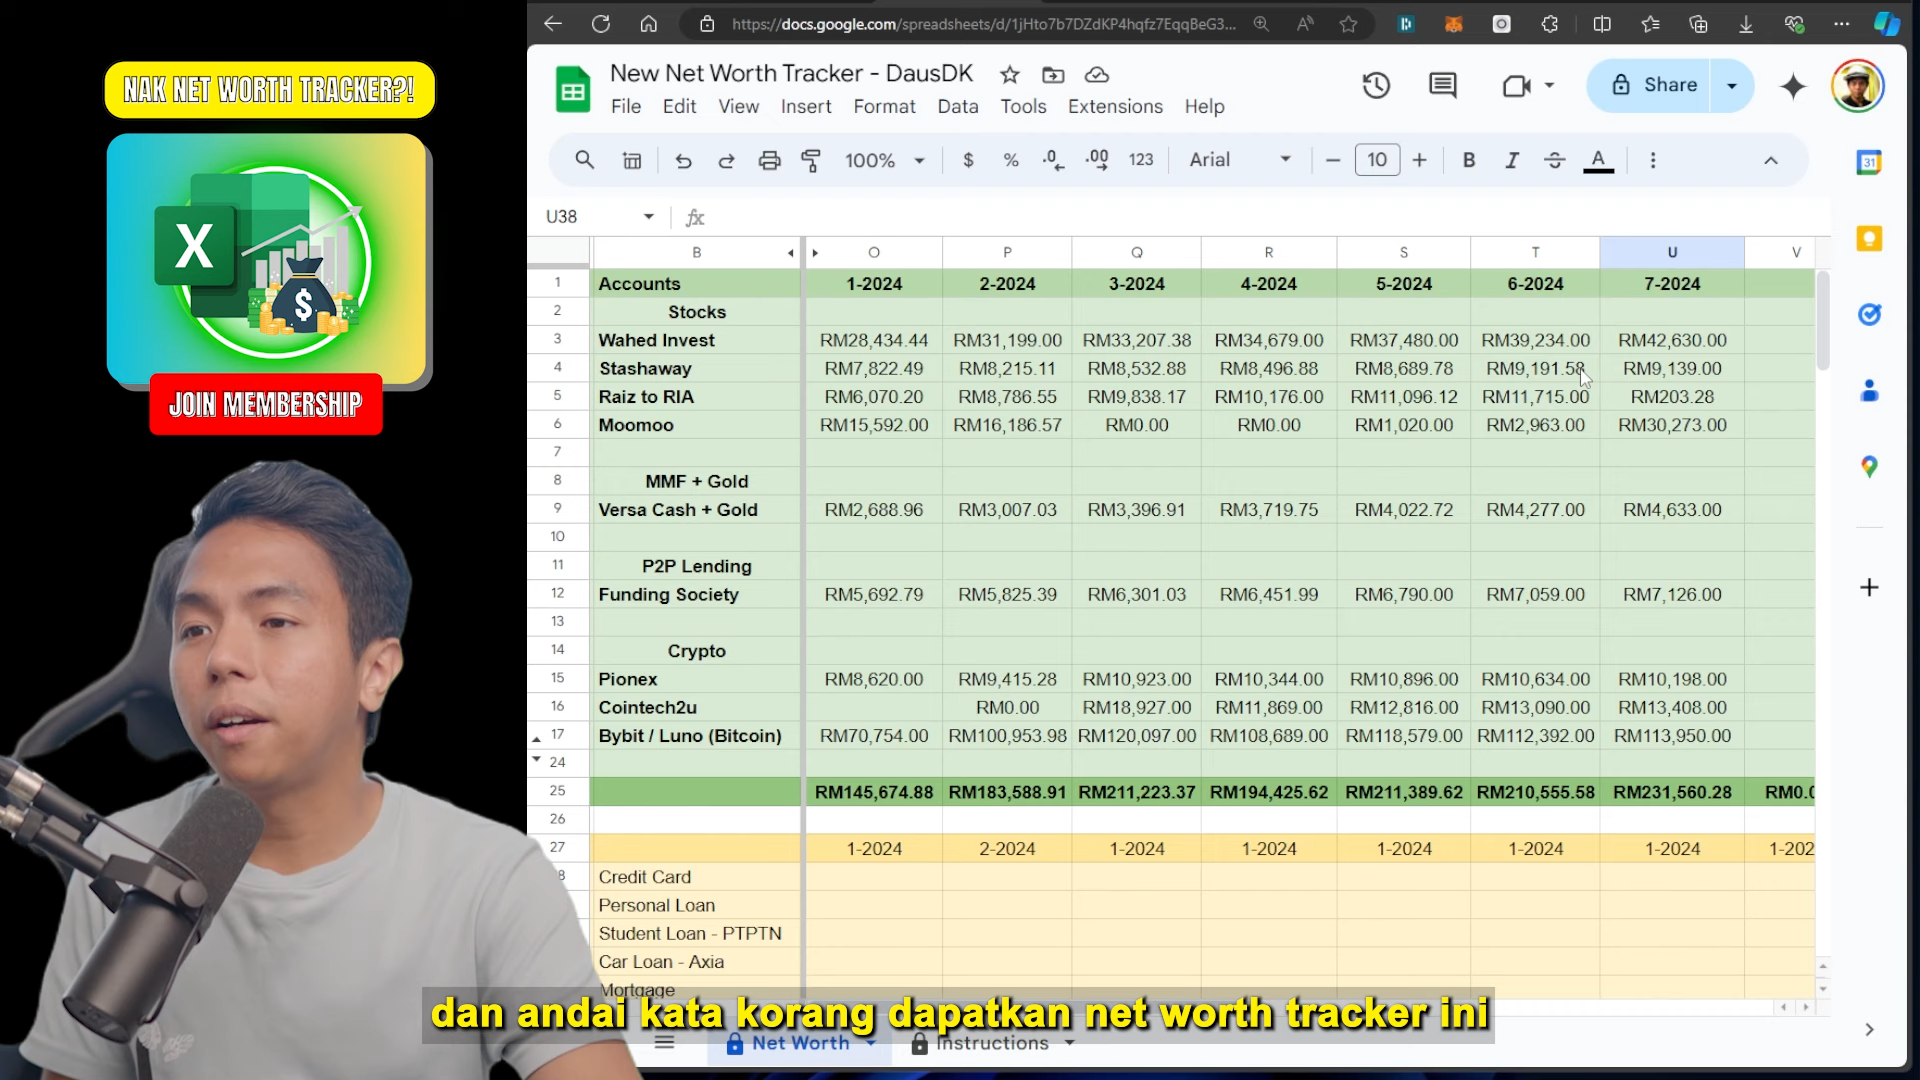 NAK NET WORTH TRACKER?!
X
$
JOIN MEMBERSHIP
https://docs.google.com/spreadsheets/d/1jHto7b7DZdKP4hqfz7EqqBeG3...
New Net Worth Tracker - DausDK
File Edit View Insert Format Data Tools Extensions Help
Share
100% $ % .0 .00 123 Arial 10 B I S A
31
U38 fx
B O P Q R S T U V
1 Accounts 1-2024 2-2024 3-2024 4-2024 5-2024 6-2024 7-2024
2 Stocks
3 Wahed Invest RM28,434.44 RM31,199.00 RM33,207.38 RM34,679.00 RM37,480.00 RM39,234.00 RM42,630.00
4 Stashaway RM7,822.49 RM8,215.11 RM8,532.88 RM8,496.88 RM8,689.78 RM9,191.58 RM9,139.00
5 Raiz to RIA RM6,070.20 RM8,786.55 RM9,838.17 RM10,176.00 RM11,096.12 RM11,715.00 RM203.28
6 Moomoo RM15,592.00 RM16,186.57 RM0.00 RM0.00 RM1,020.00 RM2,963.00 RM30,273.00
7
8 MMF + Gold
9 Versa Cash + Gold RM2,688.96 RM3,007.03 RM3,396.91 RM3,719.75 RM4,022.72 RM4,277.00 RM4,633.00
10
11 P2P Lending
12 Funding Society RM5,692.79 RM5,825.39 RM6,301.03 RM6,451.99 RM6,790.00 RM7,059.00 RM7,126.00
13
14 Crypto
15 Pionex RM8,620.00 RM9,415.28 RM10,923.00 RM10,344.00 RM10,896.00 RM10,634.00 RM10,198.00
16 Cointech2u RM0.00 RM18,927.00 RM11,869.00 RM12,816.00 RM13,090.00 RM13,408.00
17 Bybit / Luno (Bitcoin) RM70,754.00 RM100,953.98 RM120,097.00 RM108,689.00 RM118,579.00 RM112,392.00 RM113,950.00
24
25 RM145,674.88 RM183,588.91 RM211,223.37 RM194,425.62 RM211,389.62 RM210,555.58 RM231,560.28 RM0.0
26
27 1-2024 2-2024 1-2024 1-2024 1-2024 1-2024 1-2024 1-202
8 Credit Card
Personal Loan
Student Loan - PTPTN
Car Loan - Axia
Mortgage
dan andai kata korang dapatkan net worth tracker ini
Net Worth Instructions